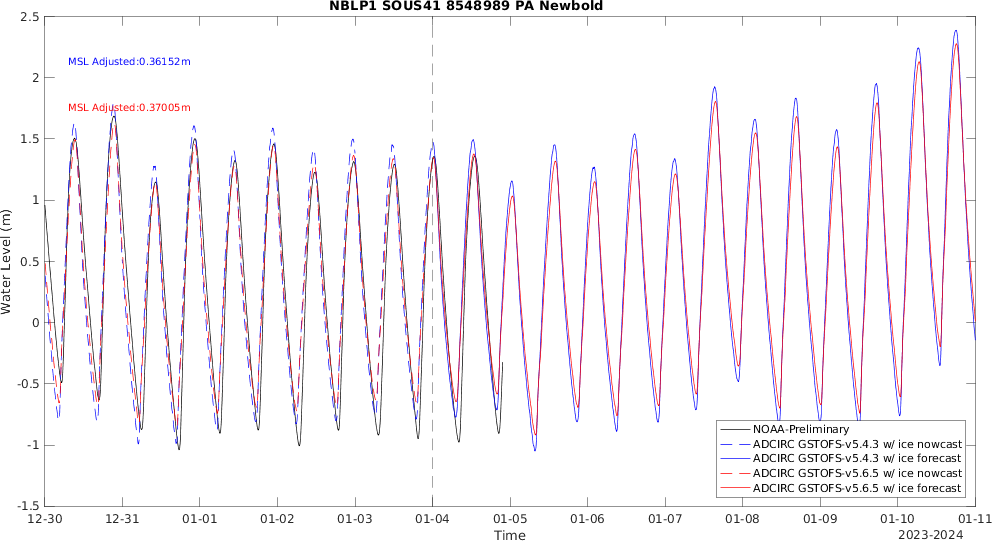 NBLP1 SOUS41 8548989 PA Newbold
2.5
2
1.5
1
0.5
0
-0.5
-1
-1.5
Water Level (m)
MSL Adjusted:0.36152m
MSL Adjusted:0.37005m
NOAA-Preliminary
ADCIRC GSTOFS-v5.4.3 w/ ice nowcast
ADCIRC GSTOFS-v5.4.3 w/ ice forecast
ADCIRC GSTOFS-v5.6.5 w/ ice nowcast
ADCIRC GSTOFS-v5.6.5 w/ ice forecast
12-30 12-31 01-01 01-02 01-03 01-04 01-05 01-06 01-07 01-08 01-09 01-10 01-11
Time
2023-2024